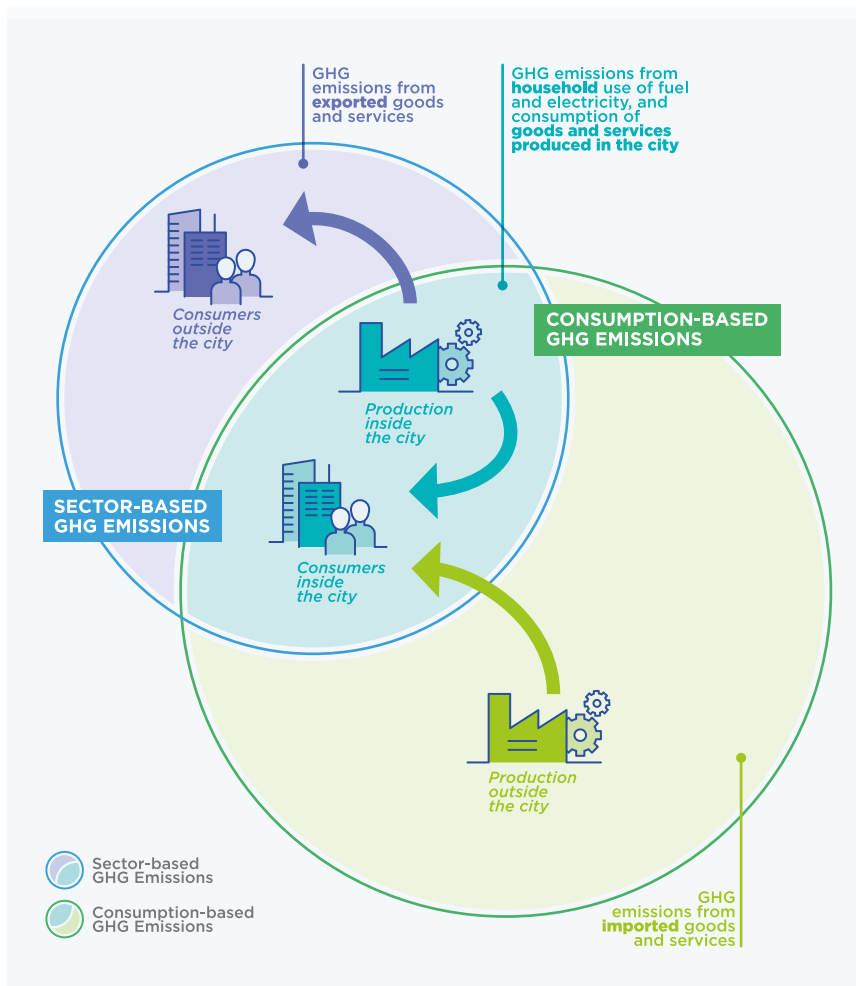 GHG
emissions from
exported goods
and services
GHG emissions from
household use of fuel
and electricity, and
consumption of
goods and services
produced in the city
Consumers
outside
the city
CONSUMPTION-BASED
GHG EMISSIONS
Production
inside
the city
SECTOR-BASED
GHG EMISSIONS
Consumers
inside
the city
Production
outside
the city
Sector-based
GHG Emissions
Consumption-based
GHG Emissions
GHG
emissions from
imported goods
and services